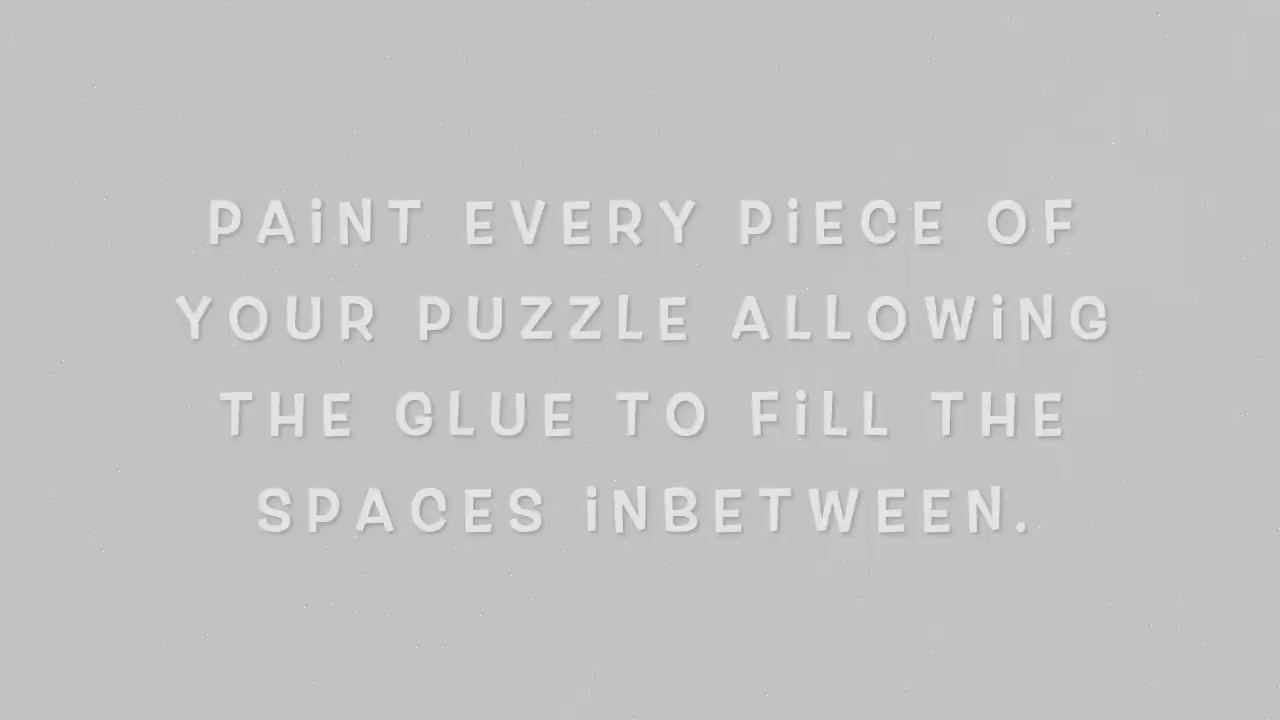 PAiNT EVERY PiECE OF
YOUR PUZZLE ALLOWiNG
THE GLUE TO FiLL THE
SPACES iNBETWEEN.